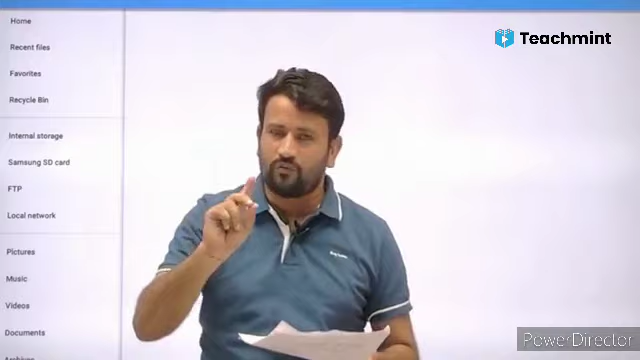 Home
Recent files
Favorites
Recycle Bin
Internal storage
Samsung SD card
FTP
Local network
Pictures
Music
Videos
Documents
Archives
Teachmint
PowerDirector